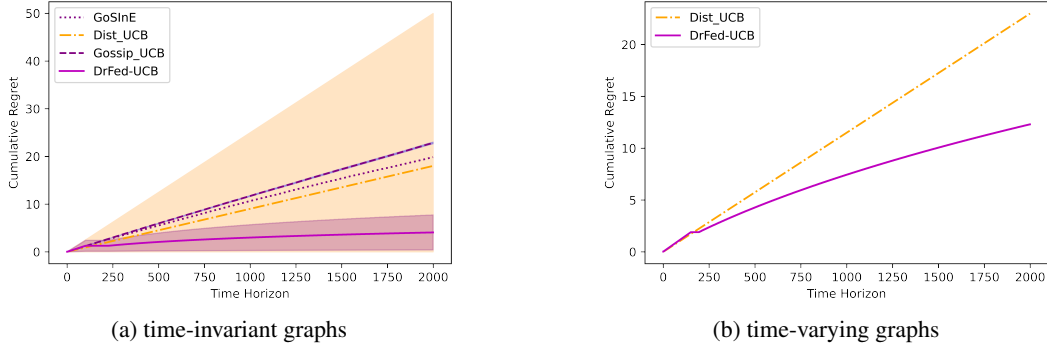 GoSInE
Dist_UCB
Gossip_UCB
DrFed-UCB
50
40
30
20
10
0
Cumulative Regret
0 250 500 750 1000 1250 1500 1750 2000
Time Horizon
(a) time-invariant graphs
Dist_UCB
DrFed-UCB
20
15
10
5
0
Cumulative Regret
0 250 500 750 1000 1250 1500 1750 2000
Time Horizon
(b) time-varying graphs